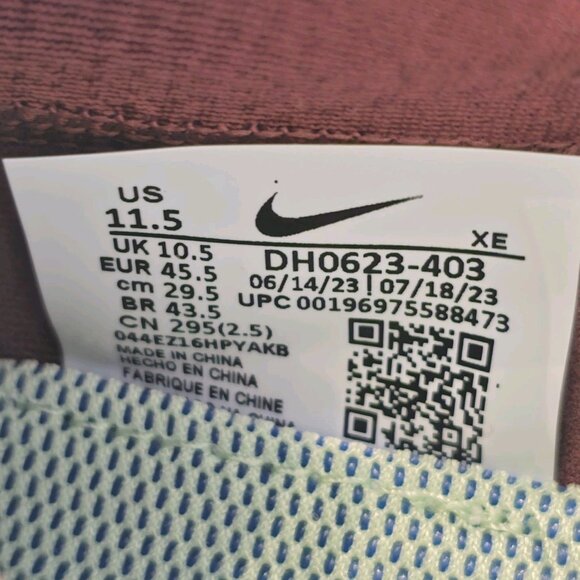 US
11.5
XE
UK 10.5
DH0623-403
EUR 45.5
06/14/23 | 07/18/23
cm 29.5
UPC 00196975588473
BR 43.5
CN 295(2.5)
044EZ16HPYAKB
MADE IN CHINA
HECHO EN CHINA
FABRIQUE EN CHINE
CHINA